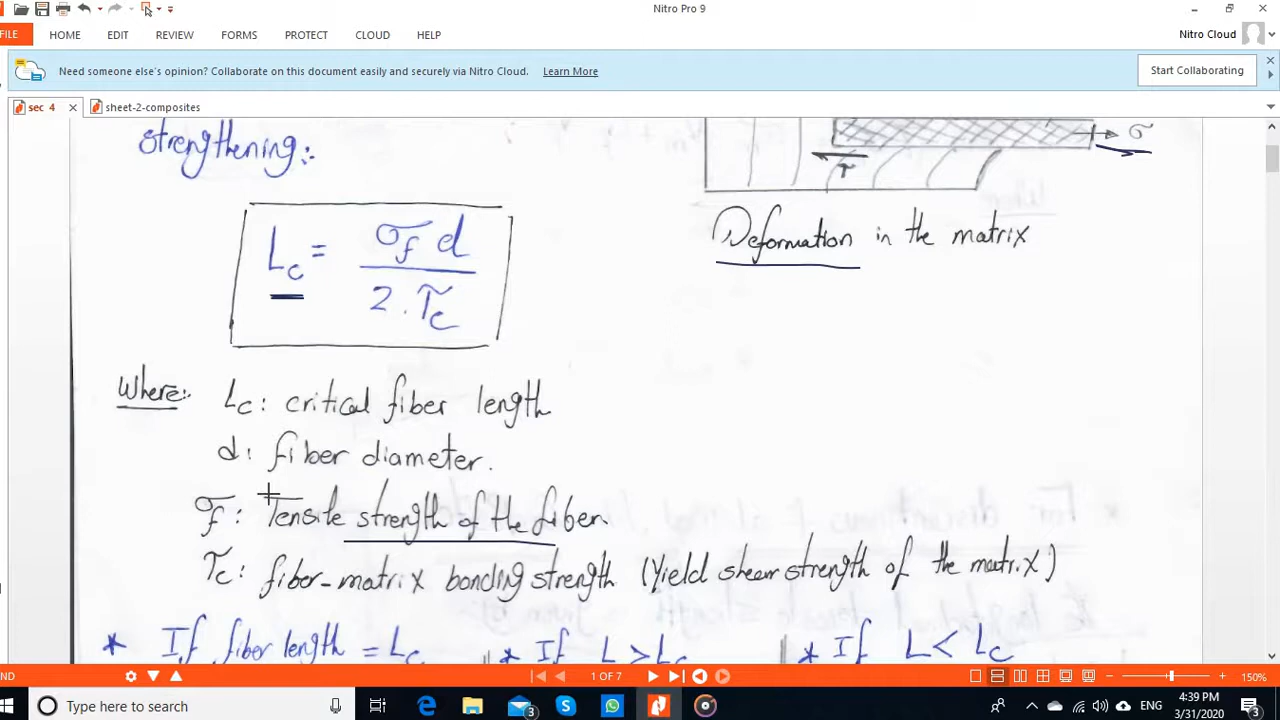 Nitro Pro 9
FILE HOME EDIT REVIEW FORMS PROTECT CLOUD HELP Nitro Cloud
Need someone else's opinion? Collaborate on this document easily and securely via Nitro Cloud. Learn More Start Collaborating
sec 4 sheet-2-composites
strengthening:
σ
τ
Lc = σf d / 2 . τc
Deformation in the matrix
Where: Lc: critical fiber length
d: fiber diameter.
σf: Tensile strength of the fiber.
τc: fiber-matrix bonding strength (Yield shear strength of the matrix)
* If fiber length = Lc * If L > Lc * If L < Lc
ND 1 OF 7 150%
Type here to search 3 ENG 4:39 PM
3/31/2020 3